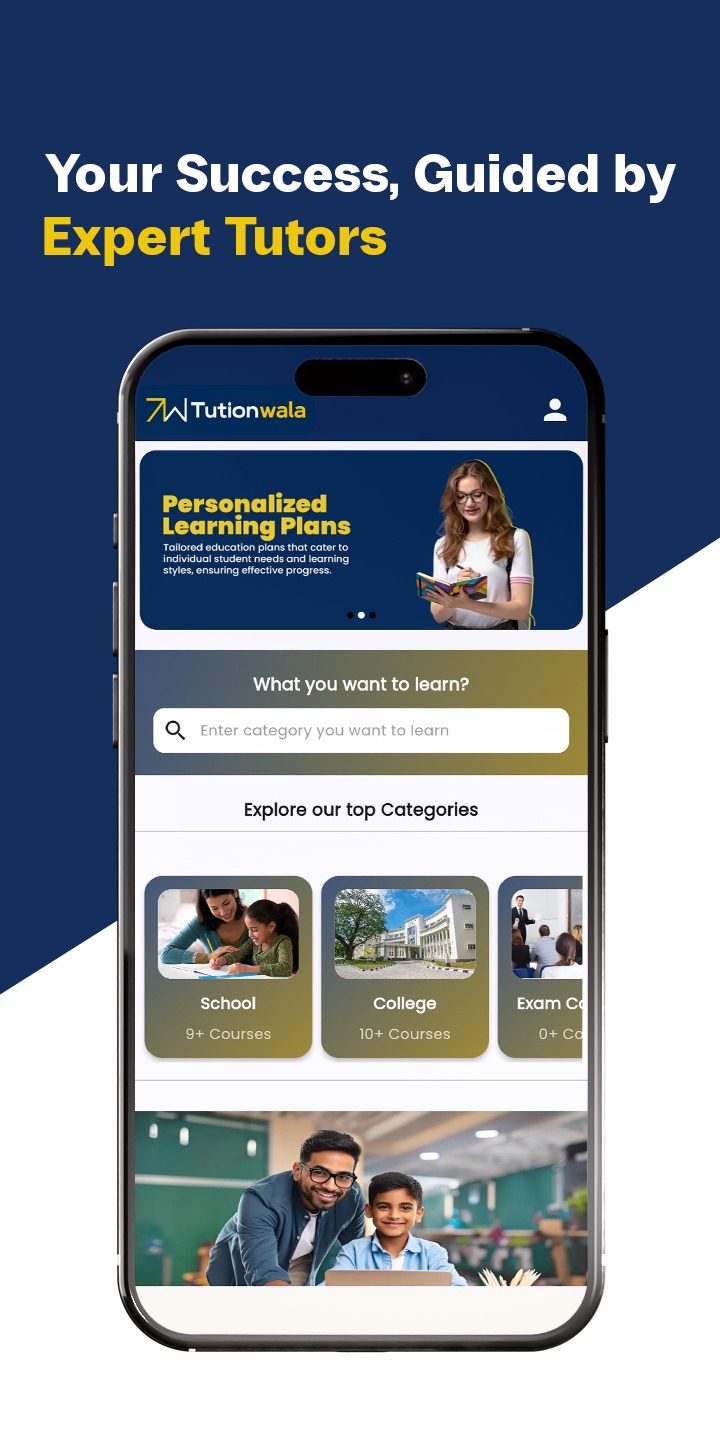 Your Success, Guided by
Expert Tutors
Tutionwala
Personalized
Learning Plans
Tailored education plans that cater to
individual student needs and learning
styles, ensuring effective progress.
What you want to learn?
Enter category you want to learn
Explore our top Categories
School
9+ Courses
College
10+ Courses
Exam Co
0+ Co